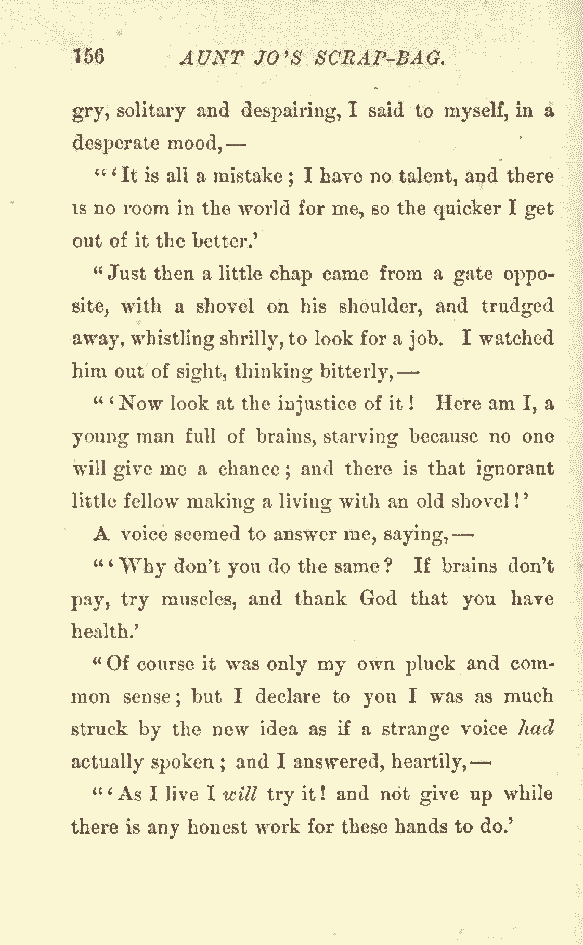 156 AUNT JO'S SCRAP-BAG.
gry, solitary and despairing, I said to myself, in a
desperate mood,—
"'It is all a mistake; I have no talent, and there
is no room in the world for me, so the quicker I get
out of it the better.'
"Just then a little chap came from a gate oppo-
site, with a shovel on his shoulder, and trudged
away, whistling shrilly, to look for a job. I watched
him out of sight, thinking bitterly,—
"'Now look at the injustice of it! Here am I, a
young man full of brains, starving because no one
will give me a chance; and there is that ignorant
little fellow making a living with an old shovel!'
A voice seemed to answer me, saying,—
"'Why don't you do the same? If brains don't
pay, try muscles, and thank God that you have
health.'
"Of course it was only my own pluck and com-
mon sense; but I declare to you I was as much
struck by the new idea as if a strange voice had
actually spoken; and I answered, heartily,—
"'As I live I will try it! and not give up while
there is any honest work for these hands to do.'